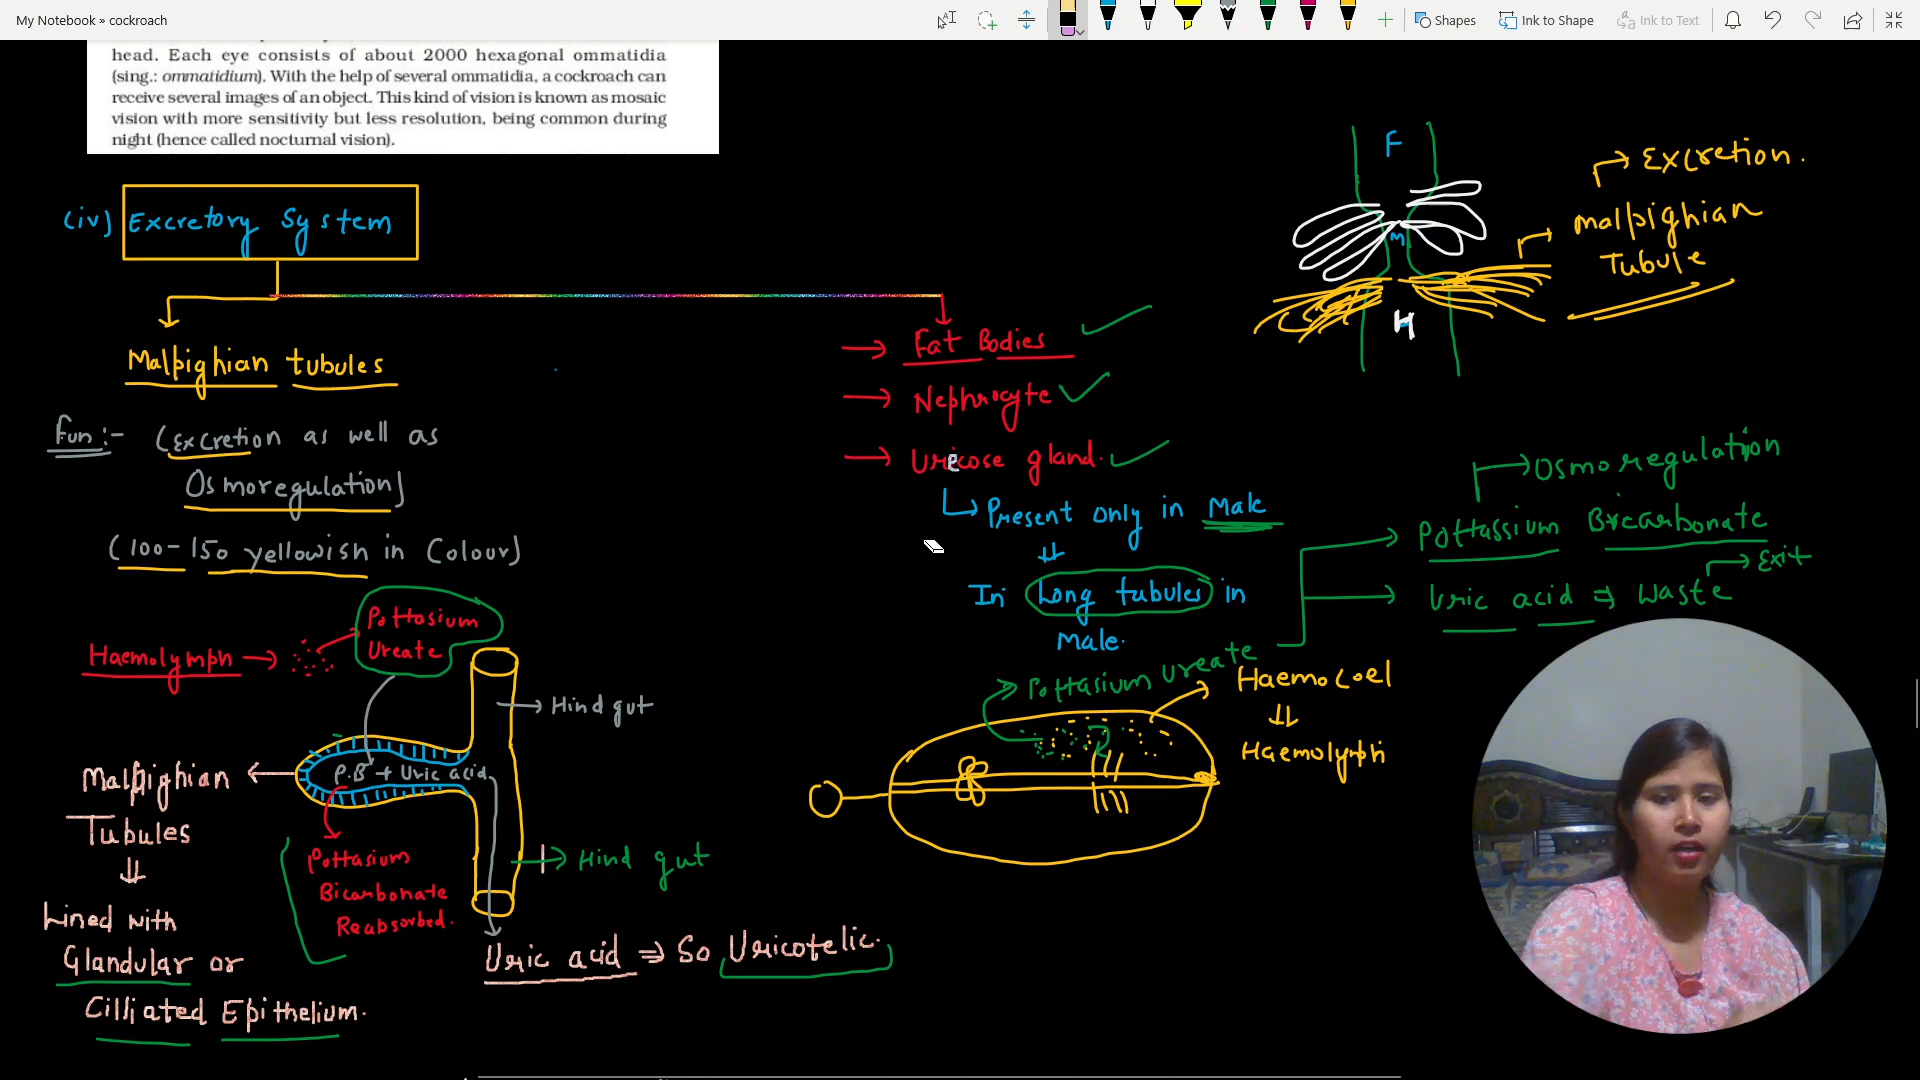 My Notebook » cockroach
Shapes
Ink to Shape
Ink to Text
head. Each eye consists of about 2000 hexagonal ommatidia
(sing.: ommatidium). With the help of several ommatidia, a cockroach can
receive several images of an object. This kind of vision is known as mosaic
vision with more sensitivity but less resolution, being common during
night (hence called nocturnal vision).
(iv) Excretory System
Malpighian tubules
Fun:- (Excretion as well as
Osmoregulation)
(100-150 yellowish in Colour)
Haemolymph →
Pottasium
Ureate
Hind gut
Malpighian
Tubules
⇓
Lined with
Glandular or
Cilliated Epithelium.
P.B + Uric acid
Pottasium
Bicarbonate
Reabsorbed.
Hind gut
Uric acid ⇒ So Uricotelic.
→ Fat Bodies ✓
→ Nephrocyte ✓
→ Urecose gland. ✓
Present only in Male
⇓
In Long tubules in
male.
Pottasium Ureate
Haemocoel
⇓
Haemolymph
F
M
H
Excretion.
malpighian
Tubule
Osmoregulation
Pottassium Bicarbonate
Exit
Uric acid ⇒ Waste